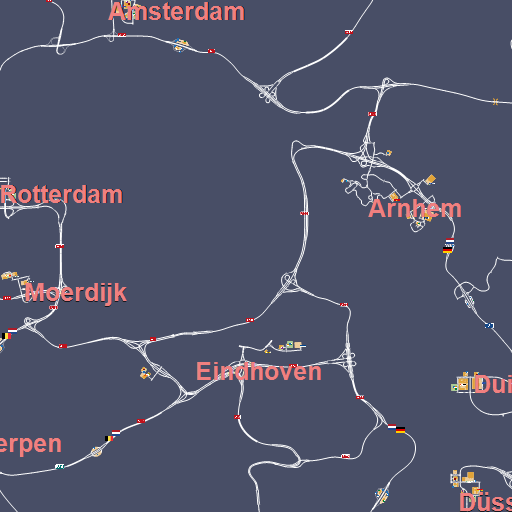 Amsterdam
Rotterdam
Arnhem
Moerdijk
Eindhoven
Dui
erpen
Düss